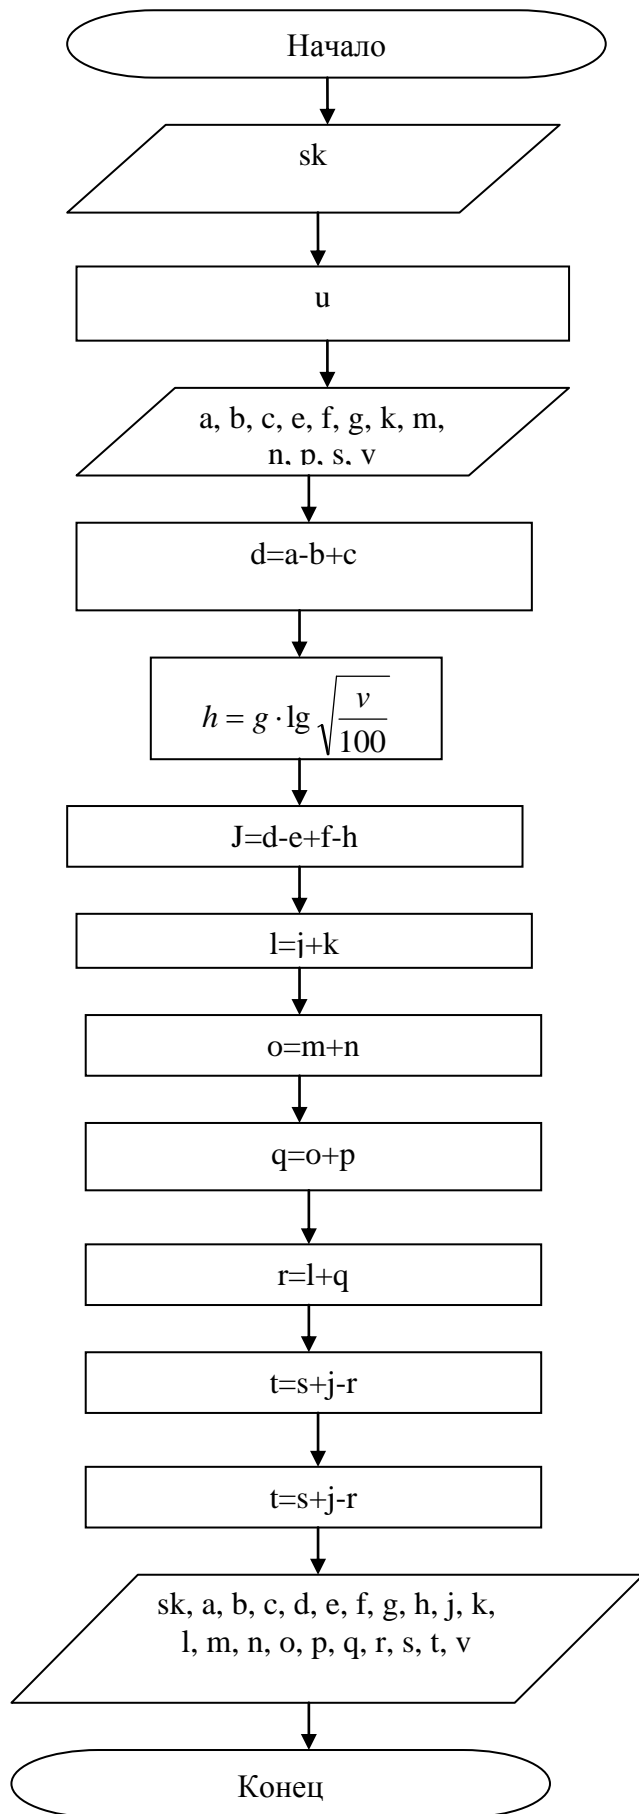 Начало
sk
u
a, b, c, e, f, g, k, m,
n, p, s, v
d=a-b+c
h = g · lg √(v/100)
J=d-e+f-h
l=j+k
o=m+n
q=o+p
r=l+q
t=s+j-r
t=s+j-r
sk, a, b, c, d, e, f, g, h, j, k,
l, m, n, o, p, q, r, s, t, v
Конец